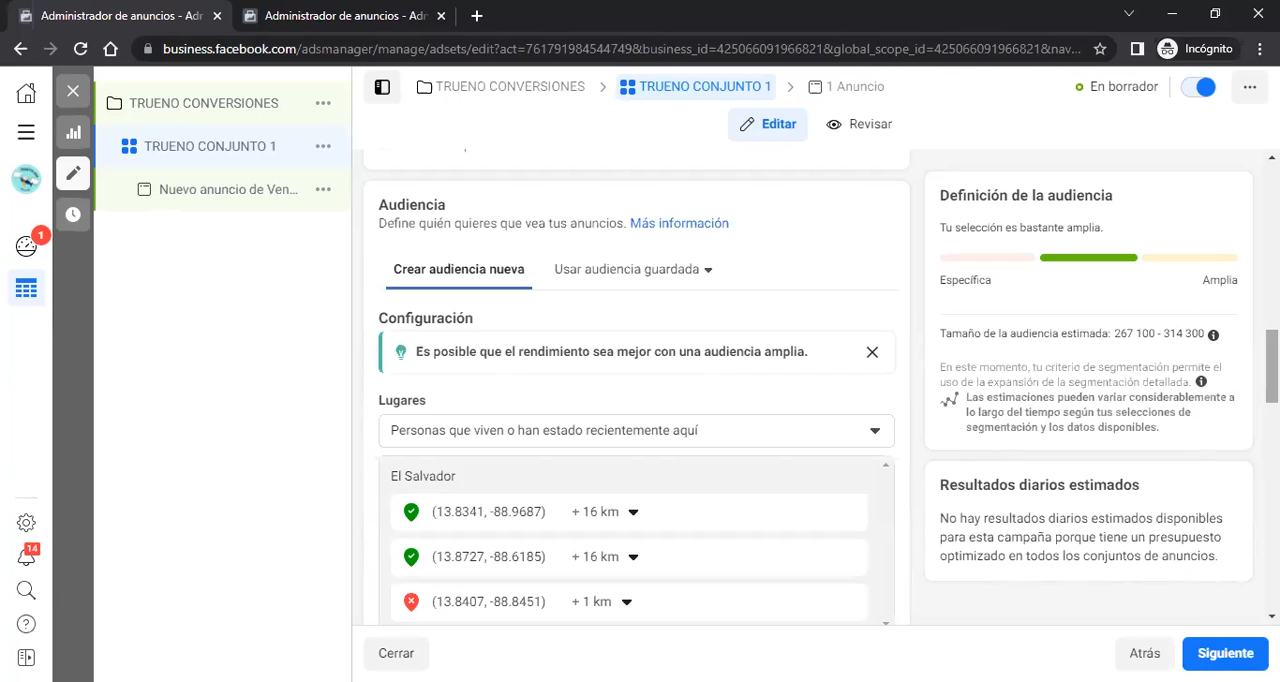 Administrador de anuncios - Adr
Administrador de anuncios - Adn
business.facebook.com/adsmanager/manage/adsets/edit?act=761791984544749&business_id=425066091966821&global_scope_id=425066091966821&nav...
Incógnito
TRUENO CONVERSIONES
TRUENO CONJUNTO 1
Nuevo anuncio de Ven...
1
14
TRUENO CONVERSIONES
TRUENO CONJUNTO 1
1 Anuncio
En borrador
Editar
Revisar
Audiencia
Define quién quieres que vea tus anuncios. Más información
Crear audiencia nueva
Usar audiencia guardada
Configuración
Es posible que el rendimiento sea mejor con una audiencia amplia.
Lugares
Personas que viven o han estado recientemente aquí
El Salvador
(13.8341, -88.9687) + 16 km
(13.8727, -88.6185) + 16 km
(13.8407, -88.8451) + 1 km
Definición de la audiencia
Tu selección es bastante amplia.
Específica
Amplia
Tamaño de la audiencia estimada: 267 100 - 314 300
En este momento, tu criterio de segmentación permite el
uso de la expansión de la segmentación detallada.
Las estimaciones pueden variar considerablemente a
lo largo del tiempo según tus selecciones de
segmentación y los datos disponibles.
Resultados diarios estimados
No hay resultados diarios estimados disponibles
para esta campaña porque tiene un presupuesto
optimizado en todos los conjuntos de anuncios.
Cerrar
Atrás
Siguiente